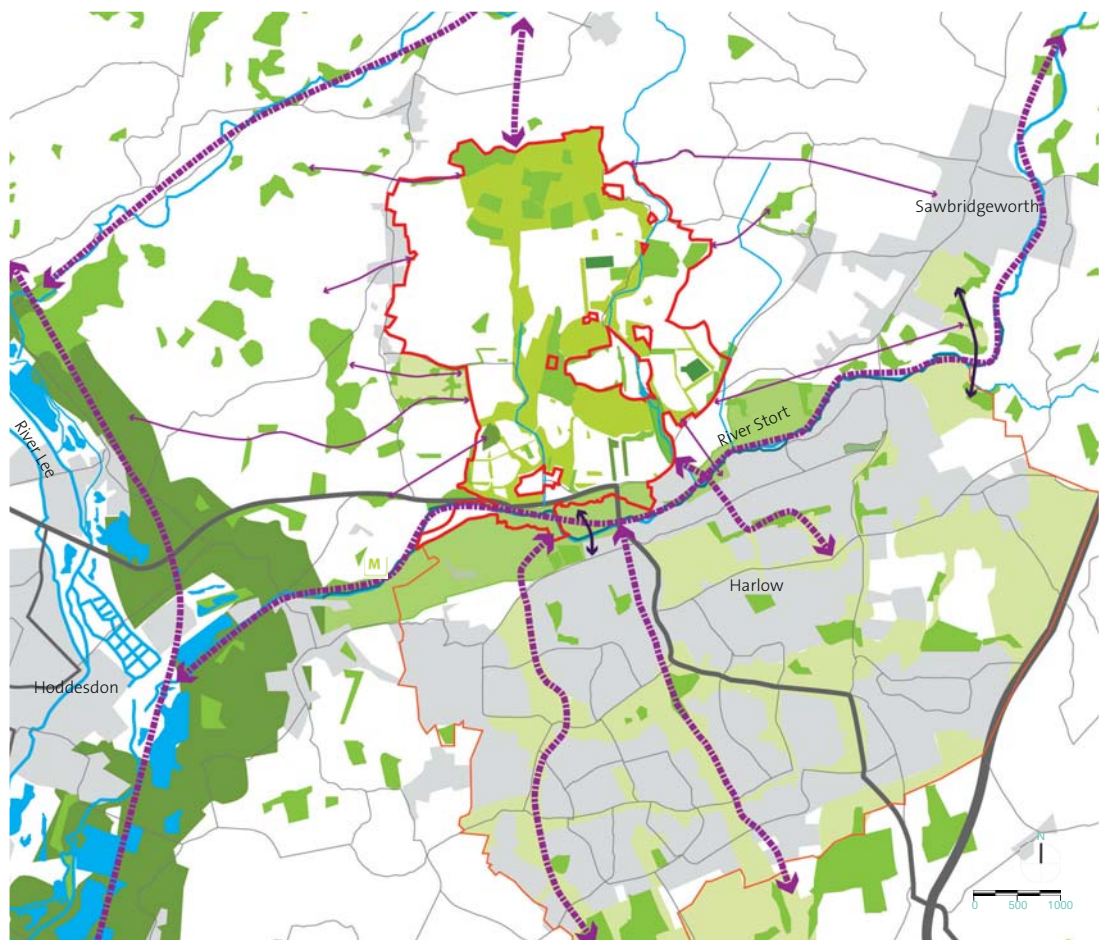 Sawbridgeworth
River Lee
River Stort
M
Harlow
Hoddesdon
N
0 500 1000